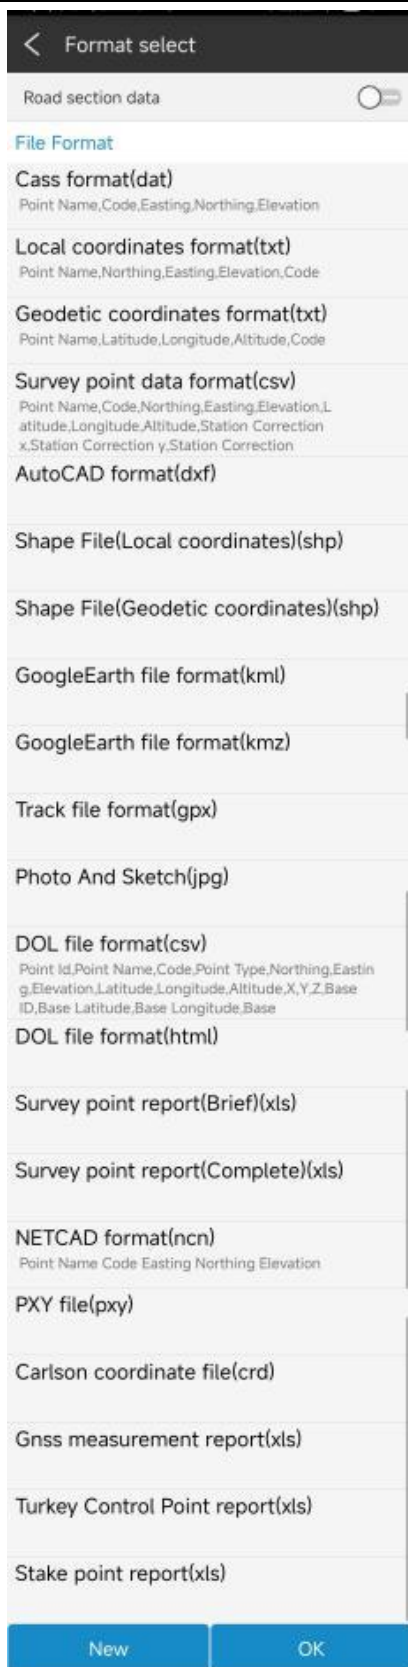 Format select
Road section data
File Format
Cass format(dat)
Point Name,Code,Easting,Northing,Elevation
Local coordinates format(txt)
Point Name,Northing,Easting,Elevation,Code
Geodetic coordinates format(txt)
Point Name,Latitude,Longitude,Altitude,Code
Survey point data format(csv)
Point Name,Code,Northing,Easting,Elevation,L
atitude,Longitude,Altitude,Station Correction
x,Station Correction y,Station Correction
AutoCAD format(dxf)
Shape File(Local coordinates)(shp)
Shape File(Geodetic coordinates)(shp)
GoogleEarth file format(kml)
GoogleEarth file format(kmz)
Track file format(gpx)
Photo And Sketch(jpg)
DOL file format(csv)
Point Id,Point Name,Code,Point Type,Northing,Eastin
g,Elevation,Latitude,Longitude,Altitude,X,Y,Z,Base
ID,Base Latitude,Base Longitude,Base
DOL file format(html)
Survey point report(Brief)(xls)
Survey point report(Complete)(xls)
NETCAD format(ncn)
Point Name Code Easting Northing Elevation
PXY file(pxy)
Carlson coordinate file(crd)
Gnss measurement report(xls)
Turkey Control Point report(xls)
Stake point report(xls)
New
OK